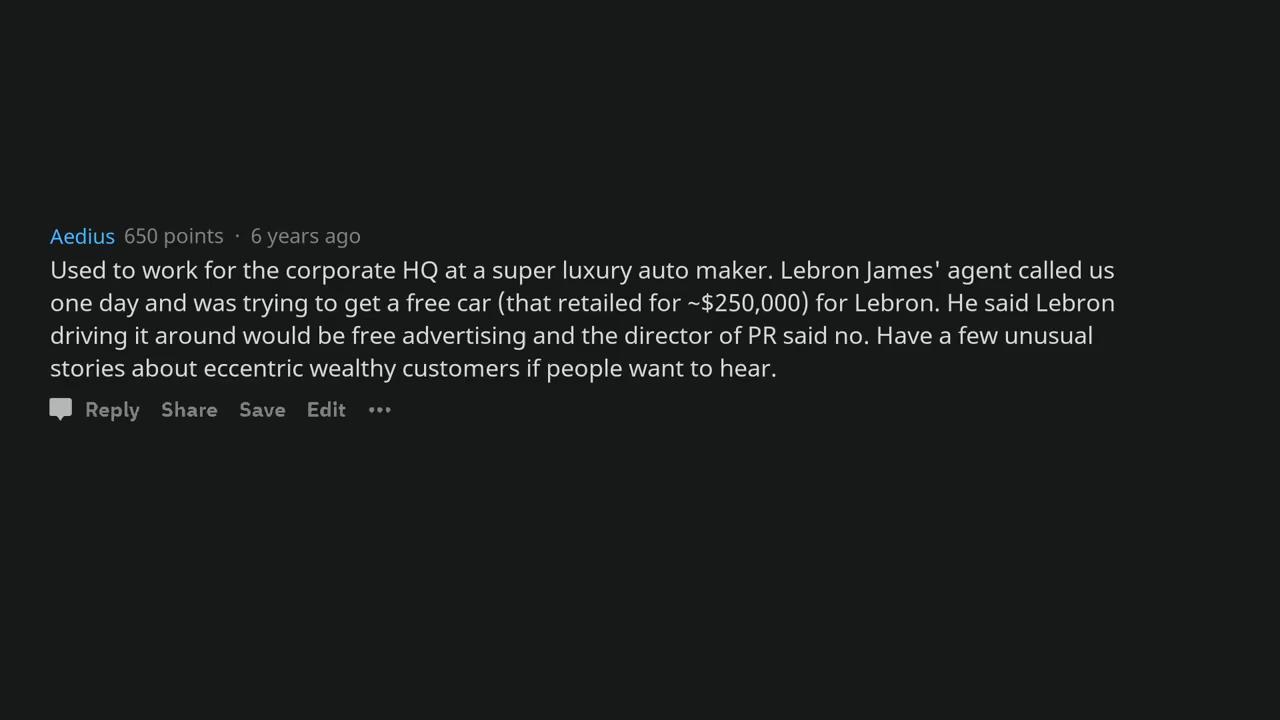 Aedius 650 points · 6 years ago
Used to work for the corporate HQ at a super luxury auto maker. Lebron James' agent called us
one day and was trying to get a free car (that retailed for ~$250,000) for Lebron. He said Lebron
driving it around would be free advertising and the director of PR said no. Have a few unusual
stories about eccentric wealthy customers if people want to hear.
Reply Share Save Edit •••